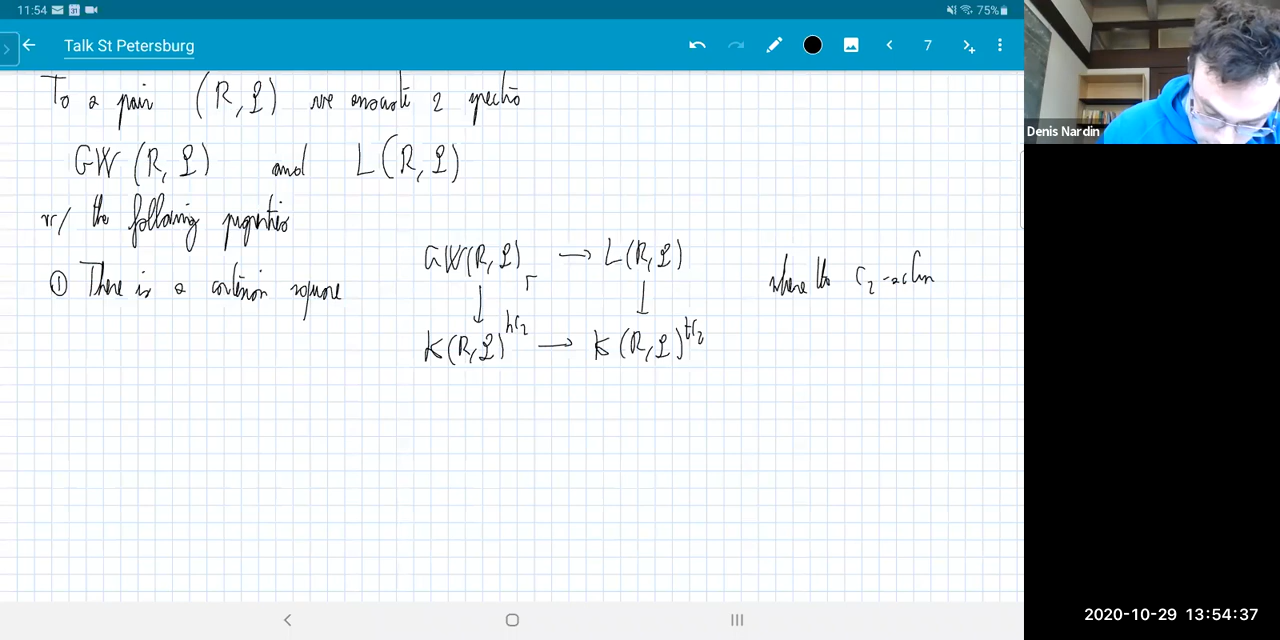 11:54
75%
Talk St Petersburg
7
To a pair (R, Ϙ) we associate 2 spectra
GW (R, Ϙ) and L(R, Ϙ)
w/ the following properties
① There is a cartesian square
GW(R, Ϙ) → L(R, Ϙ)
↓ ↓
K(R, Ϙ)^{hC₂} → K(R, Ϙ)^{tC₂}
where the C₂-action
Denis Nardin
2020-10-29 13:54:37